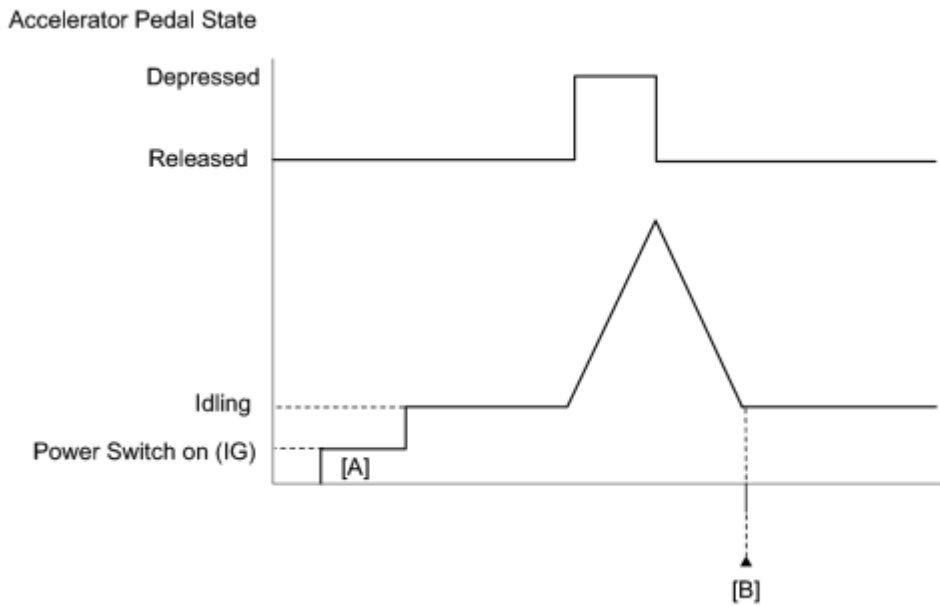 Accelerator Pedal State
Depressed
Released
Idling
Power Switch on (IG)
[A]
[B]